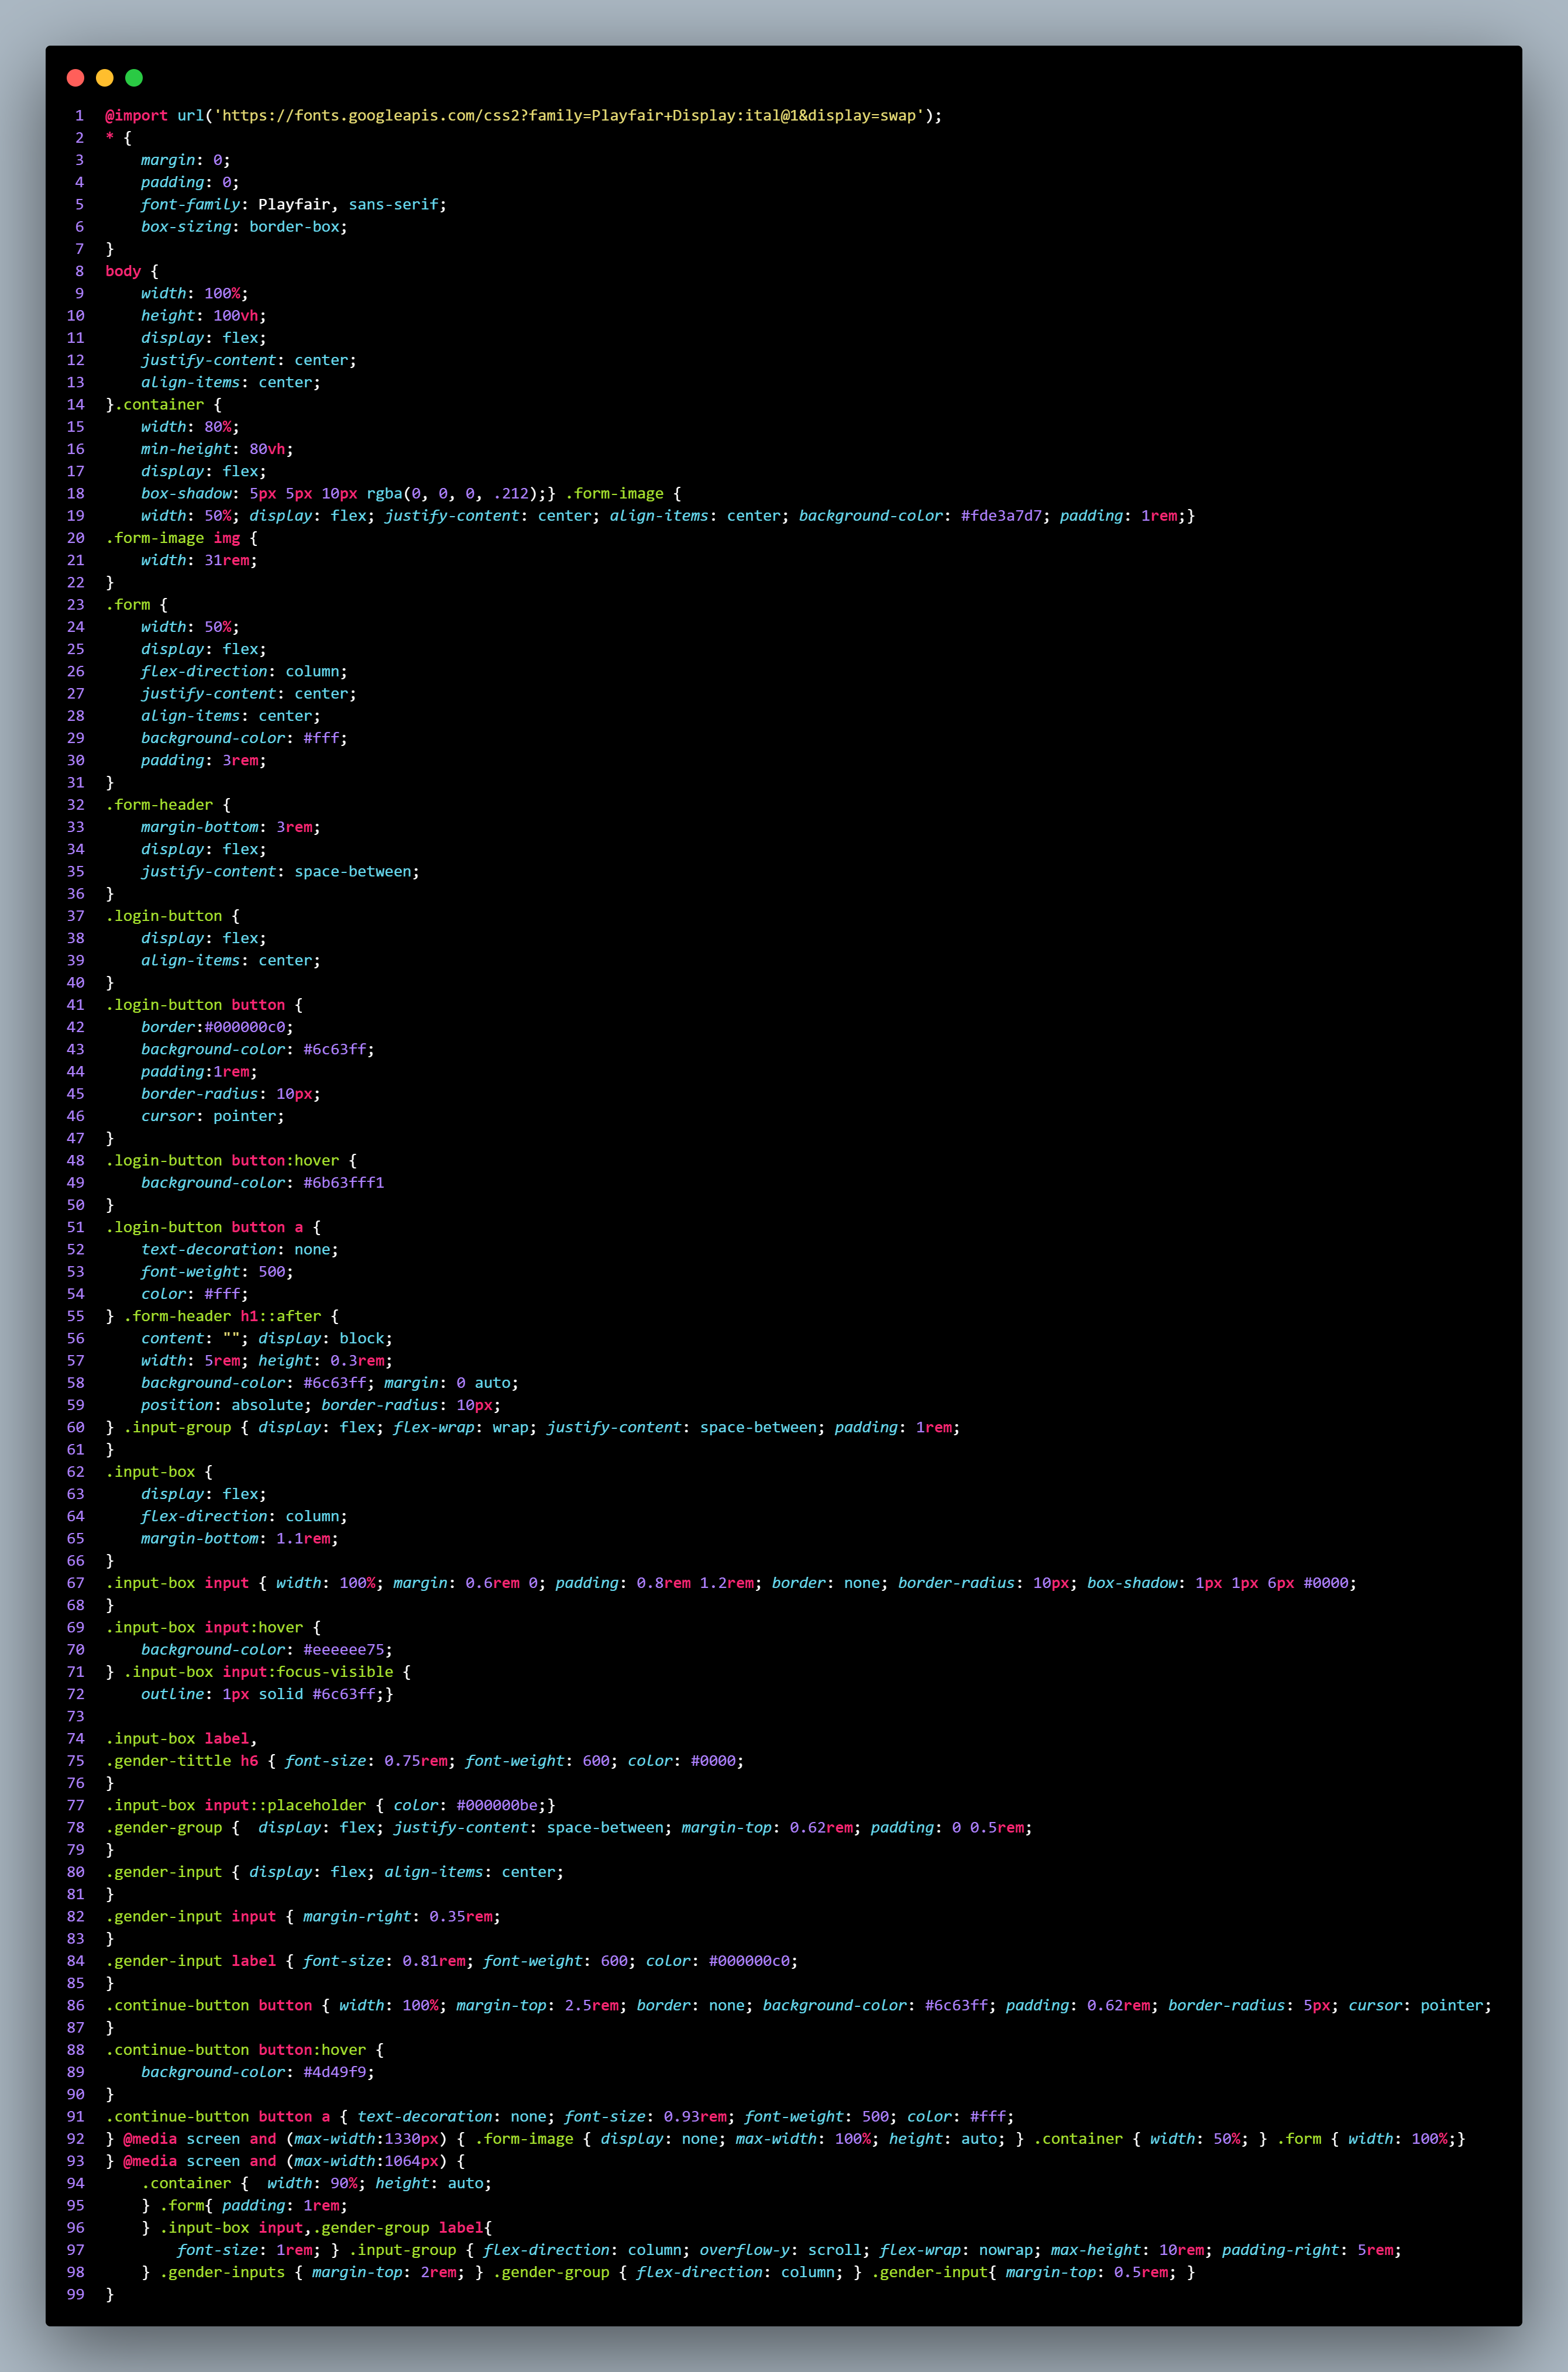 1 @import url('https://fonts.googleapis.com/css2?family=Playfair+Display:ital@1&display=swap');
2 * {
3     margin: 0;
4     padding: 0;
5     font-family: Playfair, sans-serif;
6     box-sizing: border-box;
7 }
8 body {
9     width: 100%;
10     height: 100vh;
11     display: flex;
12     justify-content: center;
13     align-items: center;
14 }.container {
15     width: 80%;
16     min-height: 80vh;
17     display: flex;
18     box-shadow: 5px 5px 10px rgba(0, 0, 0, .212);} .form-image {
19     width: 50%; display: flex; justify-content: center; align-items: center; background-color: #fde3a7d7; padding: 1rem;}
20 .form-image img {
21     width: 31rem;
22 }
23 .form {
24     width: 50%;
25     display: flex;
26     flex-direction: column;
27     justify-content: center;
28     align-items: center;
29     background-color: #fff;
30     padding: 3rem;
31 }
32 .form-header {
33     margin-bottom: 3rem;
34     display: flex;
35     justify-content: space-between;
36 }
37 .login-button {
38     display: flex;
39     align-items: center;
40 }
41 .login-button button {
42     border:#000000c0;
43     background-color: #6c63ff;
44     padding:1rem;
45     border-radius: 10px;
46     cursor: pointer;
47 }
48 .login-button button:hover {
49     background-color: #6b63fff1
50 }
51 .login-button button a {
52     text-decoration: none;
53     font-weight: 500;
54     color: #fff;
55 } .form-header h1::after {
56     content: ""; display: block;
57     width: 5rem; height: 0.3rem;
58     background-color: #6c63ff; margin: 0 auto;
59     position: absolute; border-radius: 10px;
60 } .input-group { display: flex; flex-wrap: wrap; justify-content: space-between; padding: 1rem;
61 }
62 .input-box {
63     display: flex;
64     flex-direction: column;
65     margin-bottom: 1.1rem;
66 }
67 .input-box input { width: 100%; margin: 0.6rem 0; padding: 0.8rem 1.2rem; border: none; border-radius: 10px; box-shadow: 1px 1px 6px #0000;
68 }
69 .input-box input:hover {
70     background-color: #eeeeee75;
71 } .input-box input:focus-visible {
72     outline: 1px solid #6c63ff;}
73
74 .input-box label,
75 .gender-tittle h6 { font-size: 0.75rem; font-weight: 600; color: #0000;
76 }
77 .input-box input::placeholder { color: #000000be;}
78 .gender-group {  display: flex; justify-content: space-between; margin-top: 0.62rem; padding: 0 0.5rem;
79 }
80 .gender-input { display: flex; align-items: center;
81 }
82 .gender-input input { margin-right: 0.35rem;
83 }
84 .gender-input label { font-size: 0.81rem; font-weight: 600; color: #000000c0;
85 }
86 .continue-button button { width: 100%; margin-top: 2.5rem; border: none; background-color: #6c63ff; padding: 0.62rem; border-radius: 5px; cursor: pointer;
87 }
88 .continue-button button:hover {
89     background-color: #4d49f9;
90 }
91 .continue-button button a { text-decoration: none; font-size: 0.93rem; font-weight: 500; color: #fff;
92 } @media screen and (max-width:1330px) { .form-image { display: none; max-width: 100%; height: auto; } .container { width: 50%; } .form { width: 100%;}
93 } @media screen and (max-width:1064px) {
94     .container {  width: 90%; height: auto;
95     } .form{ padding: 1rem;
96     } .input-box input,.gender-group label{
97         font-size: 1rem; } .input-group { flex-direction: column; overflow-y: scroll; flex-wrap: nowrap; max-height: 10rem; padding-right: 5rem;
98     } .gender-inputs { margin-top: 2rem; } .gender-group { flex-direction: column; } .gender-input{ margin-top: 0.5rem; }
99 }